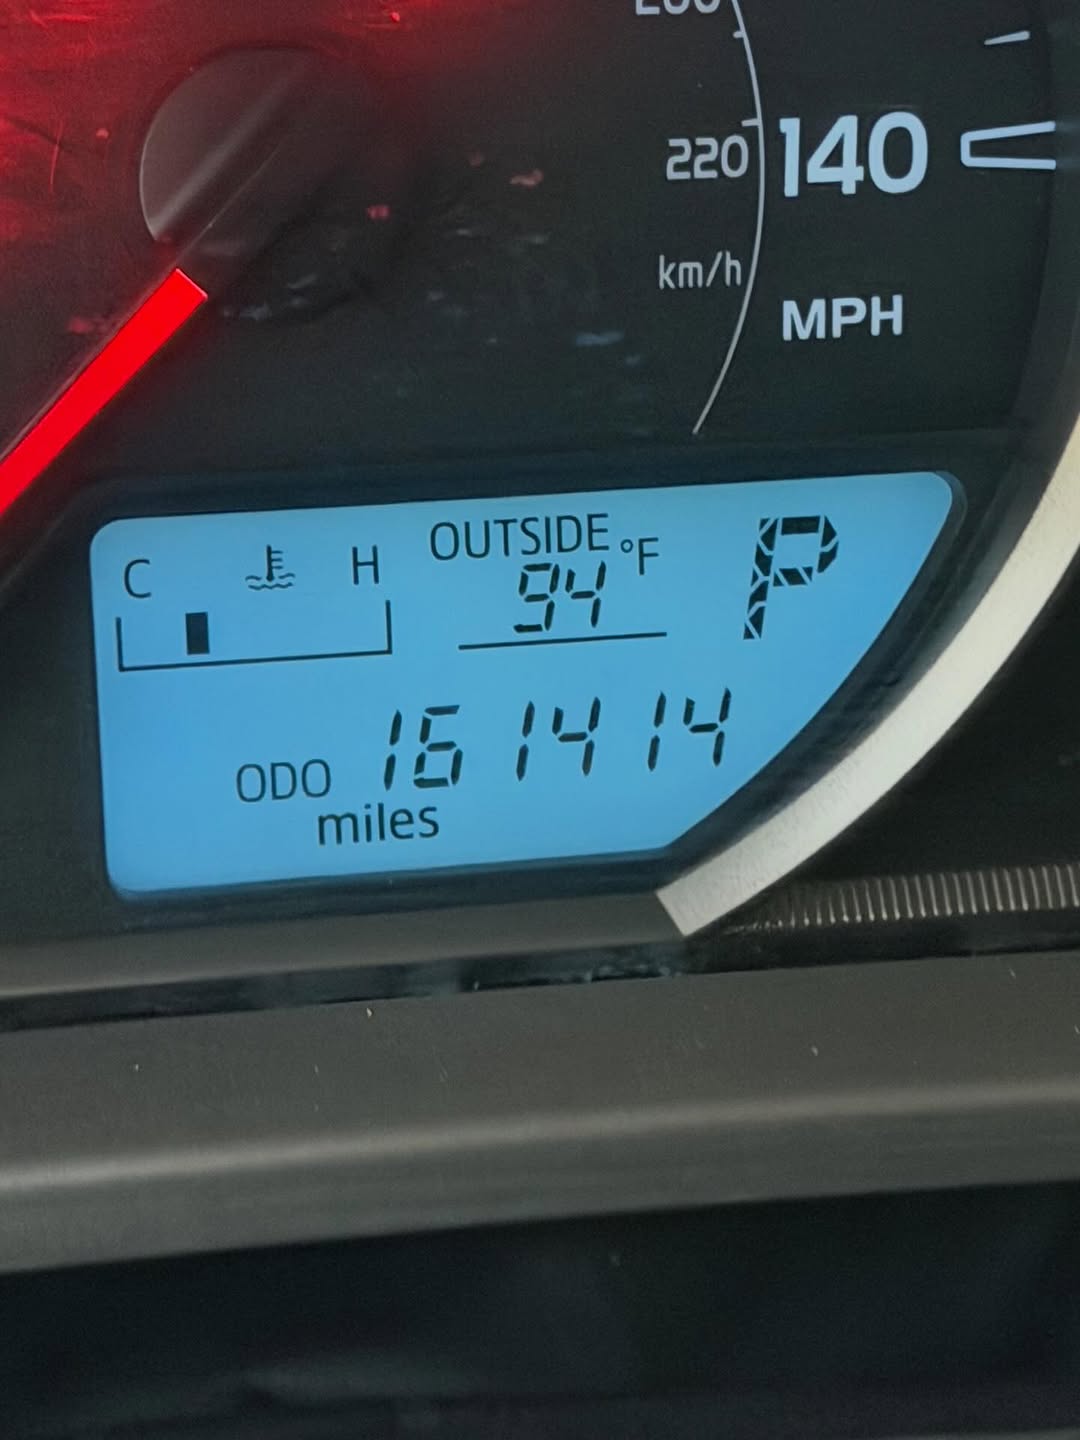 220
140
km/h
MPH
C H
OUTSIDE °F
94
P
ODO 161414
miles